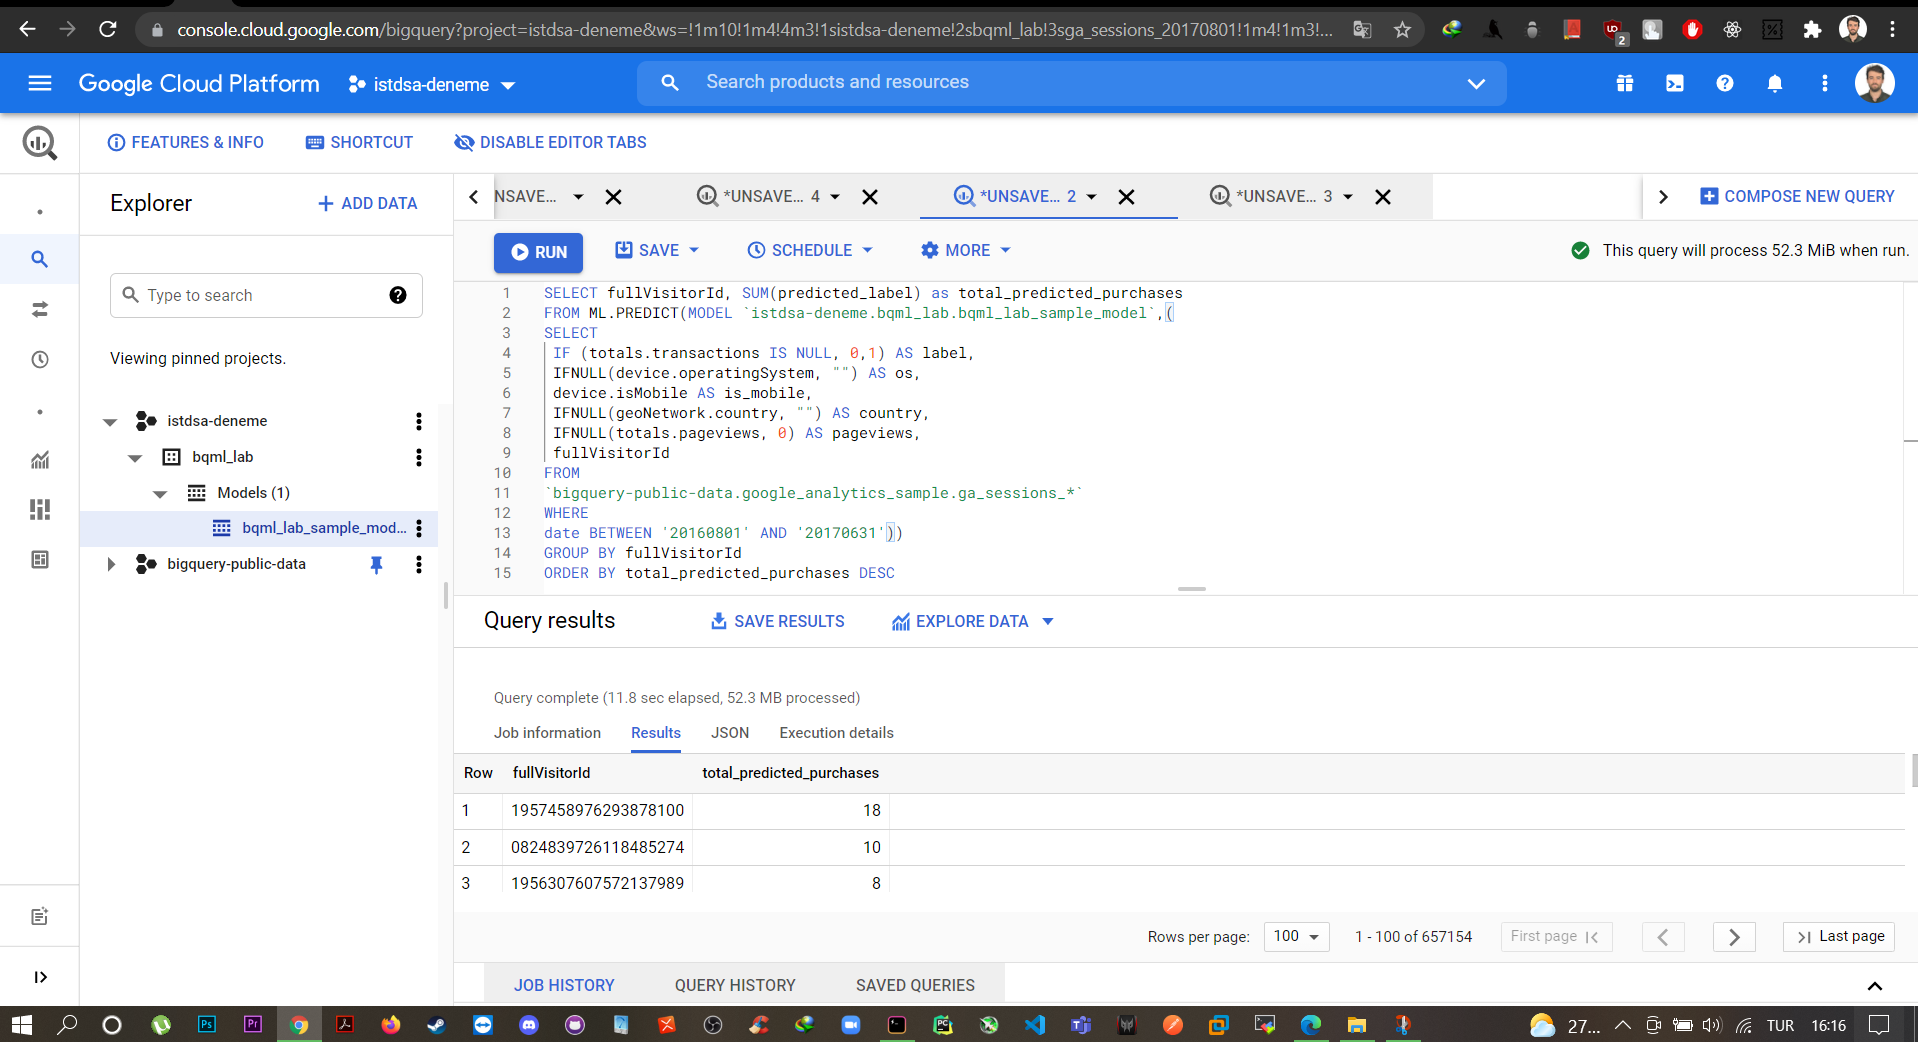 console.cloud.google.com/bigquery?project=istdsa-deneme&ws=!1m10!1m4!4m3!1sistdsa-deneme!2sbqml_lab!3sga_sessions_20170801!1m4!1m3!...
2
Google Cloud Platform
istdsa-deneme
Search products and resources
FEATURES & INFO
SHORTCUT
DISABLE EDITOR TABS
Explorer
+ ADD DATA
NSAVE...
*UNSAVE... 4
*UNSAVE... 2
*UNSAVE... 3
COMPOSE NEW QUERY
RUN
SAVE
SCHEDULE
MORE
This query will process 52.3 MiB when run.
Type to search
Viewing pinned projects.
istdsa-deneme
bqml_lab
Models (1)
bqml_lab_sample_mod...
bigquery-public-data
1 SELECT fullVisitorId, SUM(predicted_label) as total_predicted_purchases
2 FROM ML.PREDICT(MODEL `istdsa-deneme.bqml_lab.bqml_lab_sample_model`,(
3 SELECT
4 IF (totals.transactions IS NULL, 0,1) AS label,
5 IFNULL(device.operatingSystem, "") AS os,
6 device.isMobile AS is_mobile,
7 IFNULL(geoNetwork.country, "") AS country,
8 IFNULL(totals.pageviews, 0) AS pageviews,
9 fullVisitorId
10 FROM
11 `bigquery-public-data.google_analytics_sample.ga_sessions_*`
12 WHERE
13 date BETWEEN '20160801' AND '20170631'))
14 GROUP BY fullVisitorId
15 ORDER BY total_predicted_purchases DESC
Query results
SAVE RESULTS
EXPLORE DATA
Query complete (11.8 sec elapsed, 52.3 MB processed)
Job information
Results
JSON
Execution details
Row fullVisitorId total_predicted_purchases
1 1957458976293878100 18
2 0824839726118485274 10
3 1956307607572137989 8
Rows per page: 100
1 - 100 of 657154
First page
Last page
JOB HISTORY
QUERY HISTORY
SAVED QUERIES
Ps
Pr
PC
27...
TUR
16:16